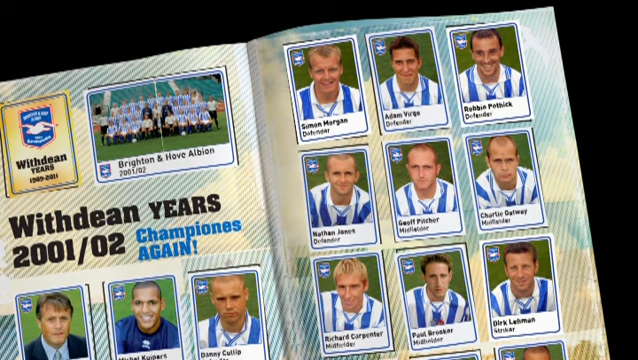 Withdean
YEARS
1999-2011
Brighton & Hove Albion
2001/02
Withdean YEARS
2001/02 Championes
AGAIN!
Michel Kuipers
Danny Cullip
Simon Morgan
Defender
Adam Virgo
Defender
Robbie Pethick
Defender
Nathan Jones
Defender
Geoff Pitcher
Midfielder
Charlie Oatway
Midfielder
Richard Carpenter
Midfielder
Paul Brooker
Midfielder
Dirk Lehman
Striker